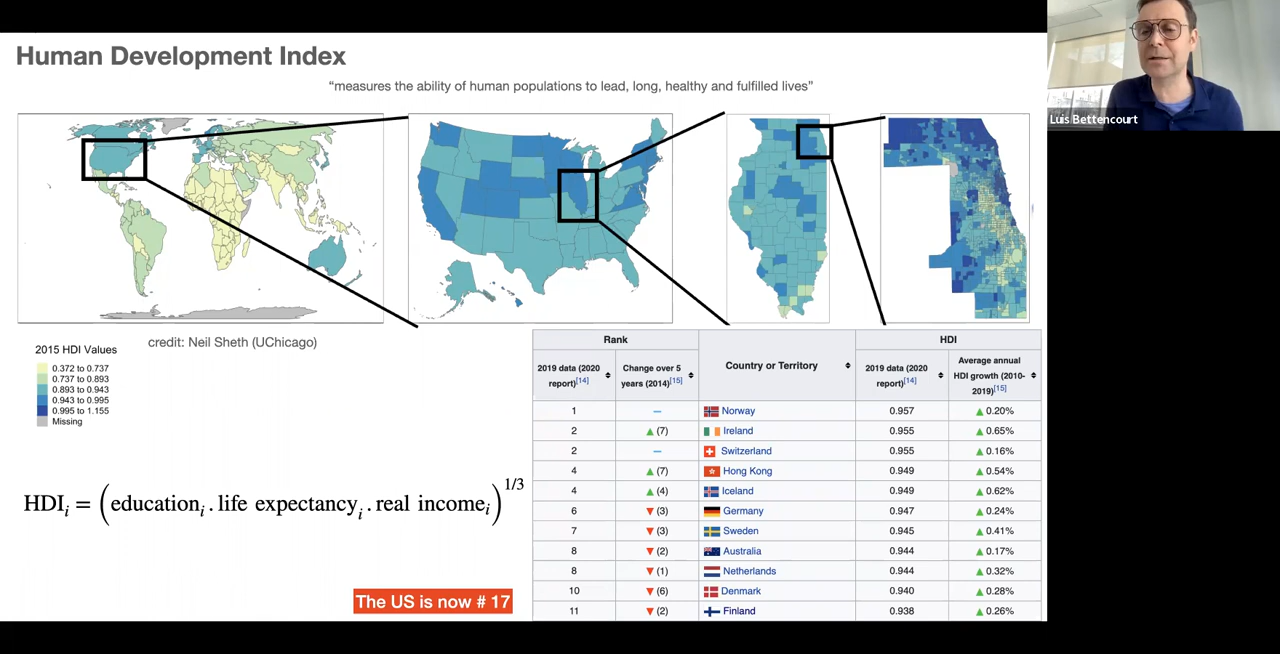 Human Development Index
“measures the ability of human populations to lead, long, healthy and fulfilled lives”
Luis Bettencourt
credit: Neil Sheth (UChicago)
2015 HDI Values
0.372 to 0.737
0.737 to 0.893
0.893 to 0.943
0.943 to 0.995
0.995 to 1.155
Missing
HDIᵢ = (educationᵢ . life expectancyᵢ . real incomeᵢ)^1/3
The US is now # 17
Rank HDI
2019 data (2020 report)[14] Change over 5 years (2014)[15] Country or Territory 2019 data (2020 report)[14] Average annual HDI growth (2010-2019)[15]
1 – Norway 0.957 ▲ 0.20%
2 ▲ (7) Ireland 0.955 ▲ 0.65%
2 – Switzerland 0.955 ▲ 0.16%
4 ▲ (7) Hong Kong 0.949 ▲ 0.54%
4 ▲ (4) Iceland 0.949 ▲ 0.62%
6 ▼ (3) Germany 0.947 ▲ 0.24%
7 ▼ (3) Sweden 0.945 ▲ 0.41%
8 ▼ (2) Australia 0.944 ▲ 0.17%
8 ▼ (1) Netherlands 0.944 ▲ 0.32%
10 ▼ (6) Denmark 0.940 ▲ 0.28%
11 ▼ (2) Finland 0.938 ▲ 0.26%